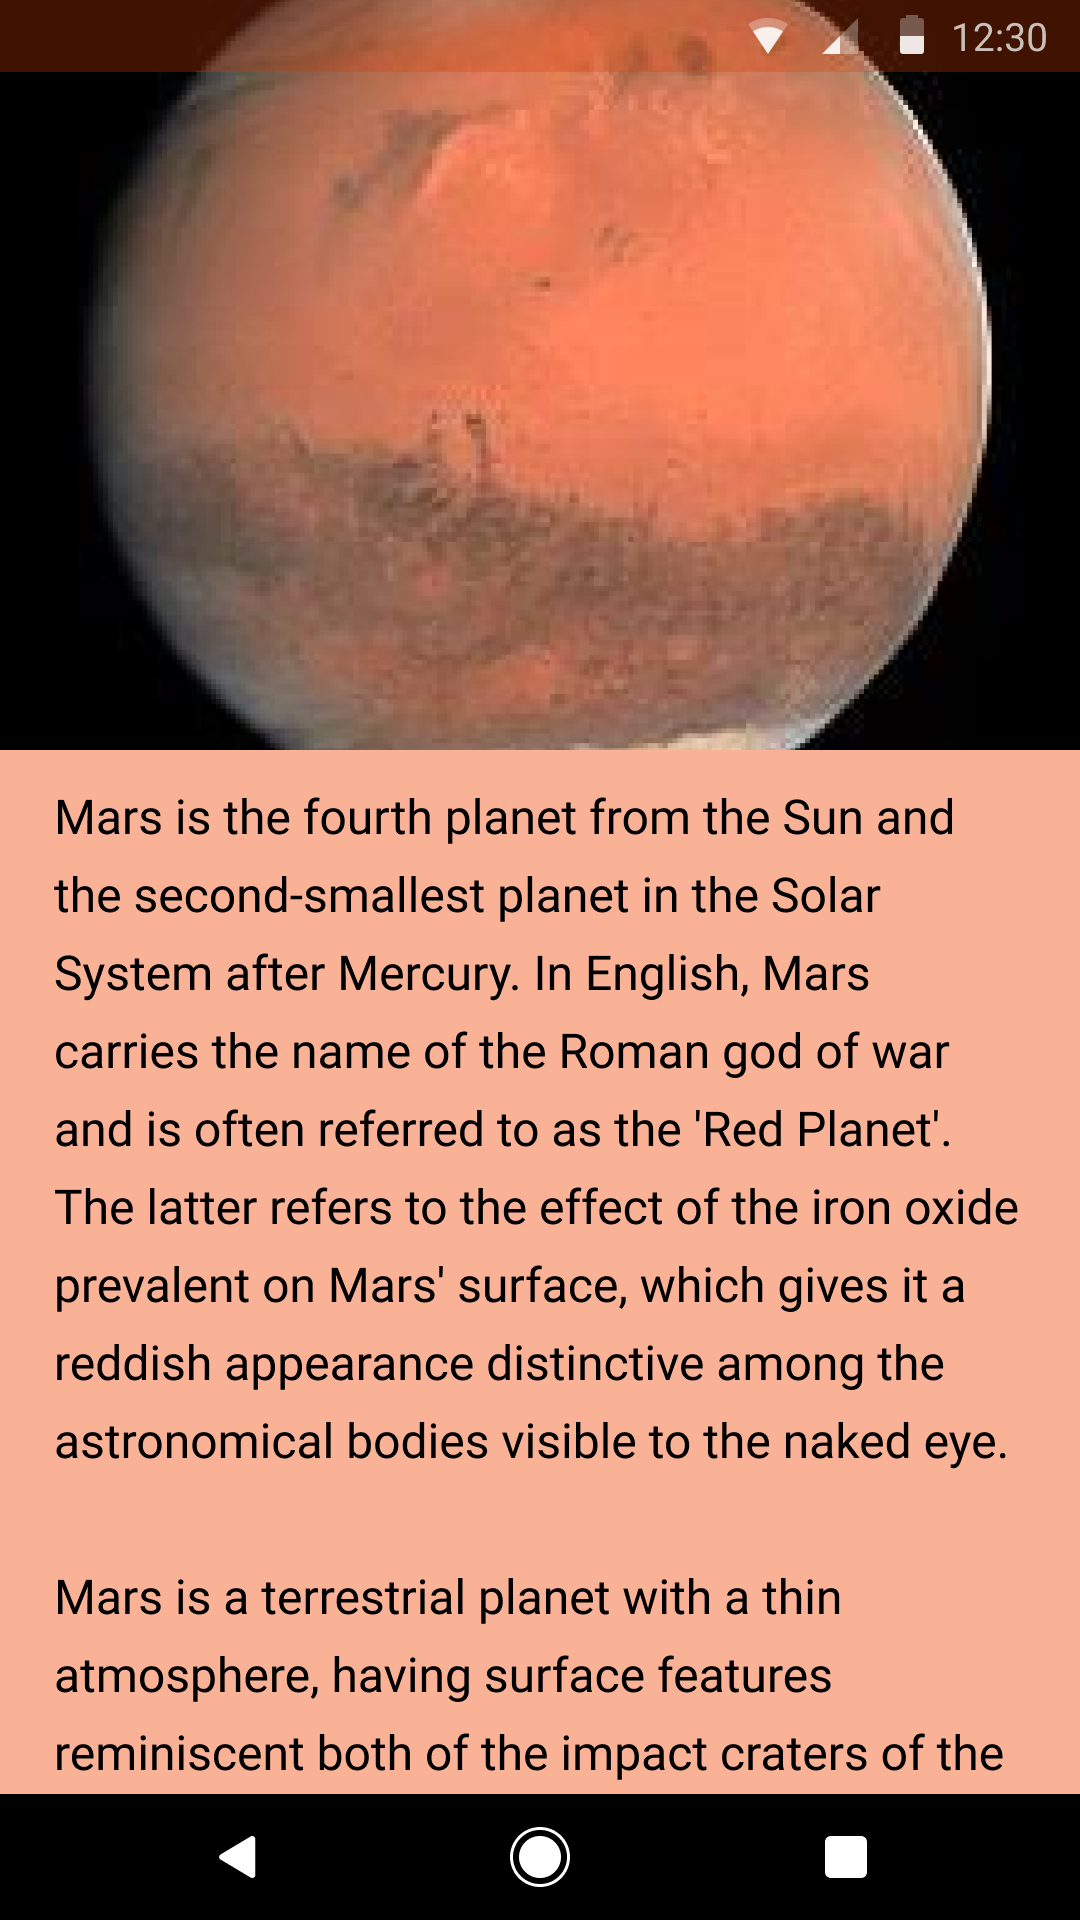 12:30
Mars is the fourth planet from the Sun and
the second-smallest planet in the Solar
System after Mercury. In English, Mars
carries the name of the Roman god of war
and is often referred to as the 'Red Planet'.
The latter refers to the effect of the iron oxide
prevalent on Mars' surface, which gives it a
reddish appearance distinctive among the
astronomical bodies visible to the naked eye.
Mars is a terrestrial planet with a thin
atmosphere, having surface features
reminiscent both of the impact craters of the